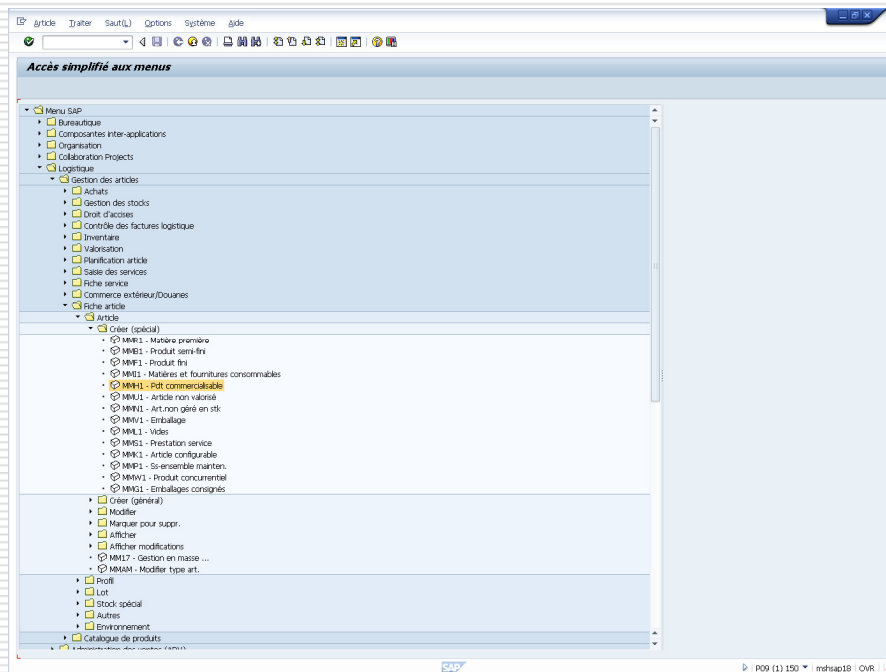 Article Traiter Saut(L) Options Système Aide
Accès simplifié aux menus
Menu SAP
Bureautique
Composantes inter-applications
Organisation
Collaboration Projects
Logistique
Gestion des articles
Achats
Gestion des stocks
Droit d'accises
Contrôle des factures logistique
Inventaire
Valorisation
Planification article
Saisie des services
Fiche service
Commerce extérieur/Douanes
Fiche article
Article
Créer (spécial)
MMR1 - Matière première
MMB1 - Produit semi-fini
MMF1 - Produit fini
MMI1 - Matières et fournitures consommables
MMH1 - Pdt commercialisable
MMU1 - Article non valorisé
MMN1 - Art.non géré en stk
MMV1 - Emballage
MML1 - Vides
MMS1 - Prestation service
MMK1 - Article configurable
MMP1 - Ss-ensemble mainten.
MMW1 - Produit concurrentiel
MMG1 - Emballages consignés
Créer (général)
Modifier
Marquer pour suppr.
Afficher
Afficher modifications
MM17 - Gestion en masse ...
MMAM - Modifier type art.
Profil
Lot
Stock spécial
Autres
Environnement
Catalogue de produits
Administration des ventes (ADV)
SAP
P09 (1) 150 mshsap18 OVR